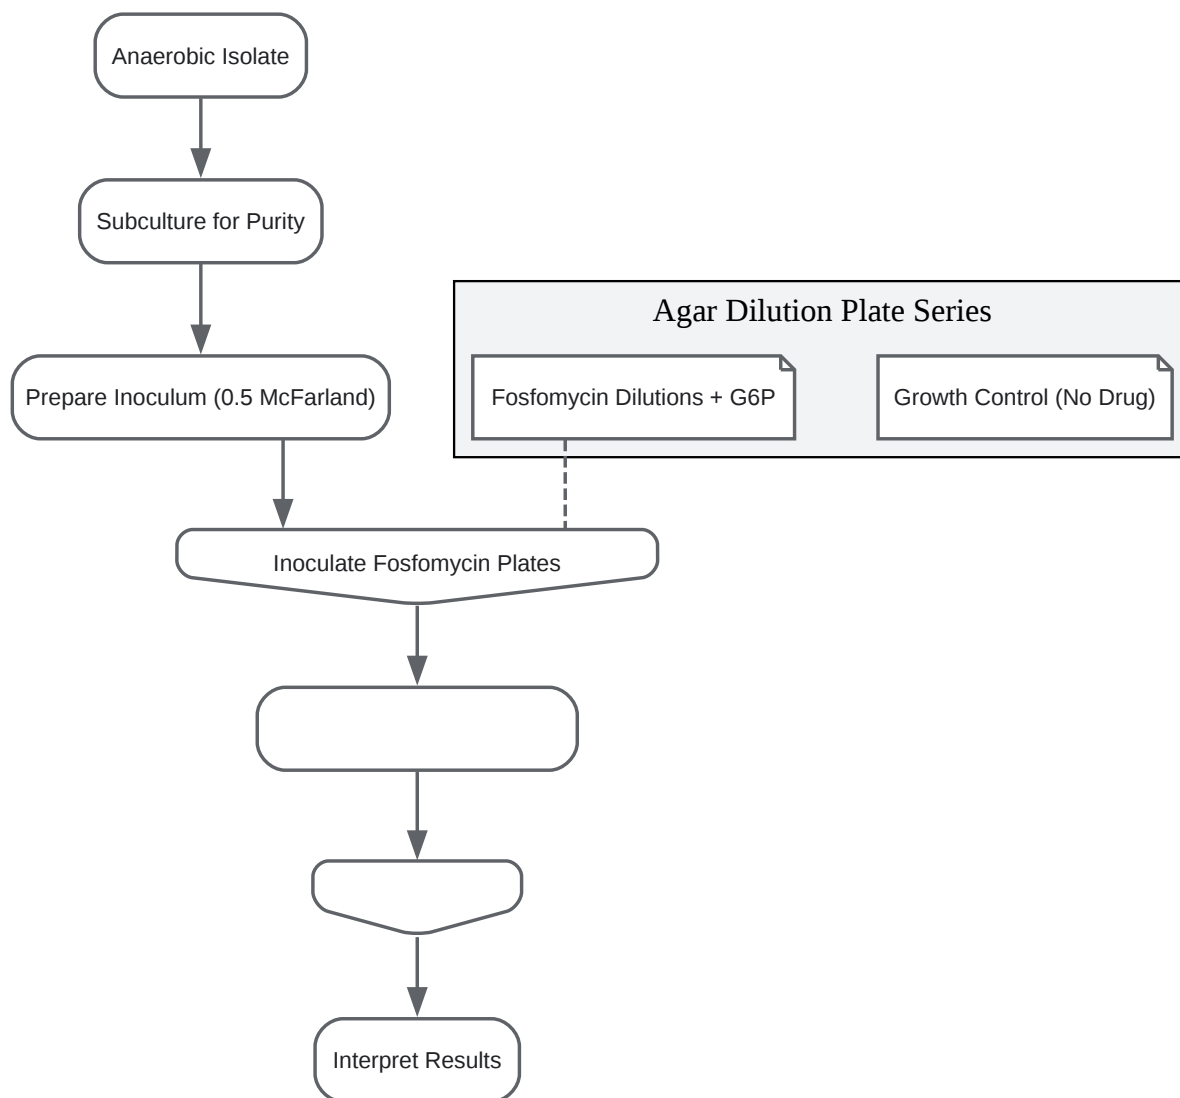 Anaerobic Isolate
Subculture for Purity
Agar Dilution Plate Series
Prepare Inoculum (0.5 McFarland)
Fosfomycin Dilutions + G6P
Growth Control (No Drug)
Inoculate Fosfomycin Plates
Interpret Results